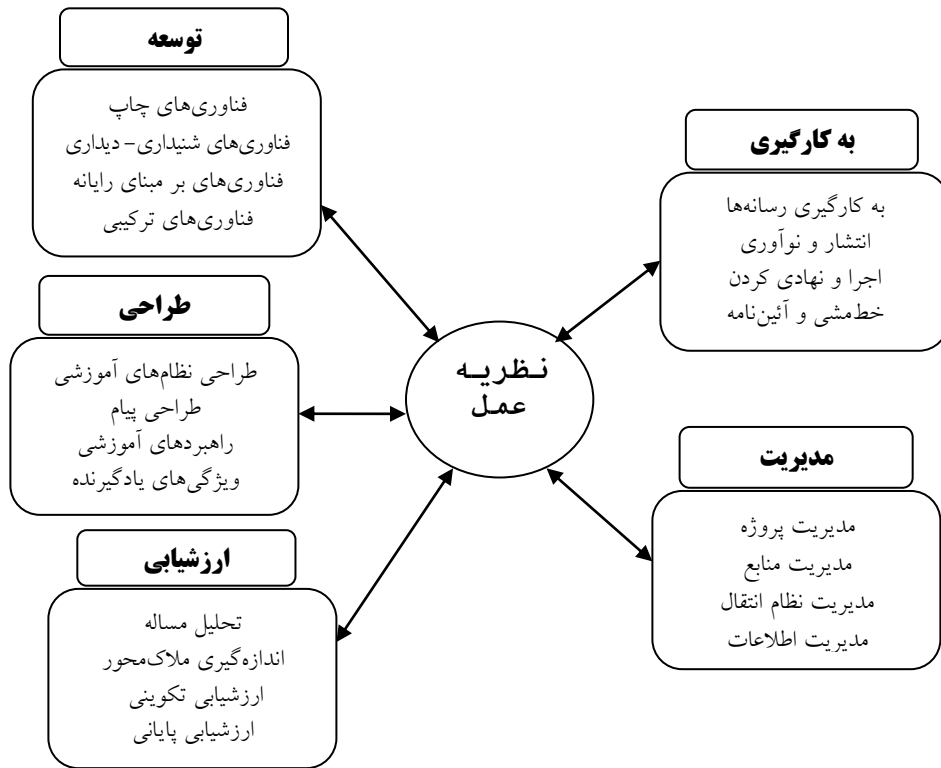 توسعه
فناوری‌های چاپ
فناوری‌های شنیداری- دیداری
فناوری‌های بر مبنای رایانه
فناوری‌های ترکیبی
به کارگیری
به کارگیری رسانه‌ها
انتشار و نوآوری
اجرا و نهادی کردن
خط‌مشی و آئین‌نامه
طراحی
طراحی نظام‌های آموزشی
طراحی پیام
راهبردهای آموزشی
ویژگی‌های یادگیرنده
نظریه
عمل
مدیریت
مدیریت پروژه
مدیریت منابع
مدیریت نظام انتقال
مدیریت اطلاعات
ارزشیابی
تحلیل مساله
اندازه‌گیری ملاک‌محور
ارزشیابی تکوینی
ارزشیابی پایانی